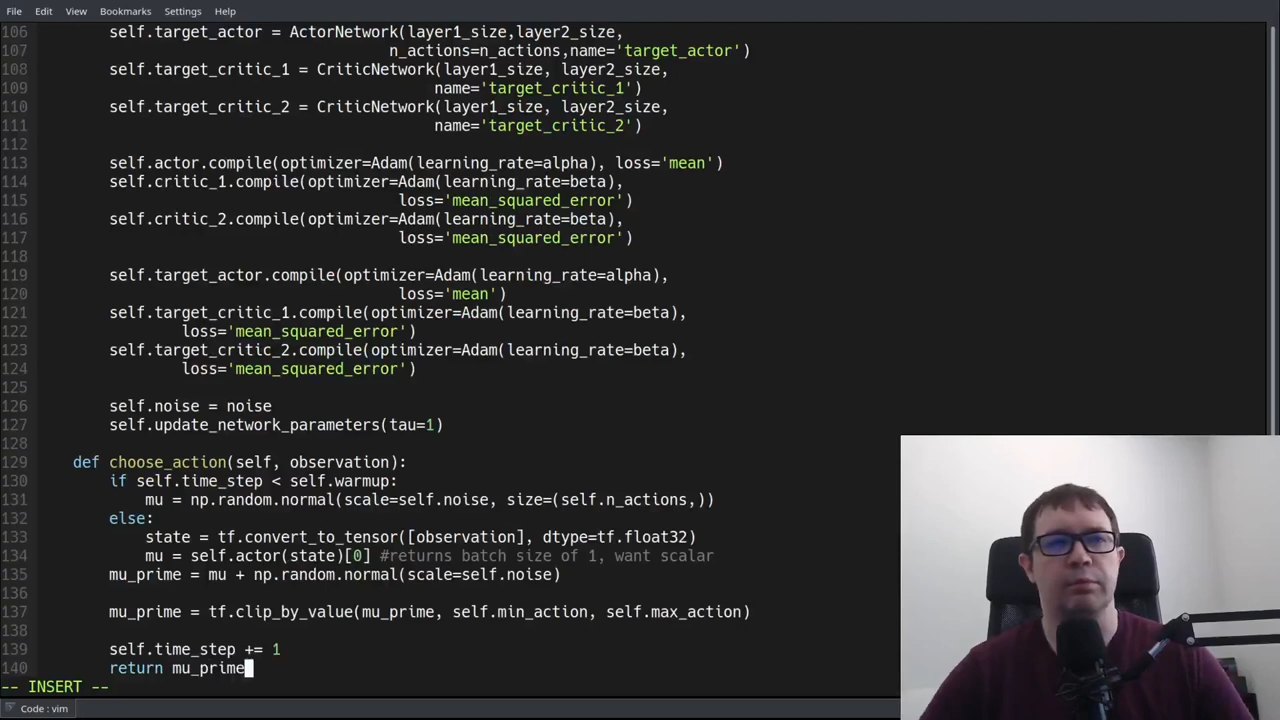 File Edit View Bookmarks Settings Help
106 self.target_actor = ActorNetwork(layer1_size,layer2_size,
107 n_actions=n_actions,name='target_actor')
108 self.target_critic_1 = CriticNetwork(layer1_size, layer2_size,
109 name='target_critic_1')
110 self.target_critic_2 = CriticNetwork(layer1_size, layer2_size,
111 name='target_critic_2')
112
113 self.actor.compile(optimizer=Adam(learning_rate=alpha), loss='mean')
114 self.critic_1.compile(optimizer=Adam(learning_rate=beta),
115 loss='mean_squared_error')
116 self.critic_2.compile(optimizer=Adam(learning_rate=beta),
117 loss='mean_squared_error')
118
119 self.target_actor.compile(optimizer=Adam(learning_rate=alpha),
120 loss='mean')
121 self.target_critic_1.compile(optimizer=Adam(learning_rate=beta),
122 loss='mean_squared_error')
123 self.target_critic_2.compile(optimizer=Adam(learning_rate=beta),
124 loss='mean_squared_error')
125
126 self.noise = noise
127 self.update_network_parameters(tau=1)
128
129 def choose_action(self, observation):
130 if self.time_step < self.warmup:
131 mu = np.random.normal(scale=self.noise, size=(self.n_actions,))
132 else:
133 state = tf.convert_to_tensor([observation], dtype=tf.float32)
134 mu = self.actor(state)[0] #returns batch size of 1, want scalar
135 mu_prime = mu + np.random.normal(scale=self.noise)
136
137 mu_prime = tf.clip_by_value(mu_prime, self.min_action, self.max_action)
138
139 self.time_step += 1
140 return mu_prime
-- INSERT --
Code : vim